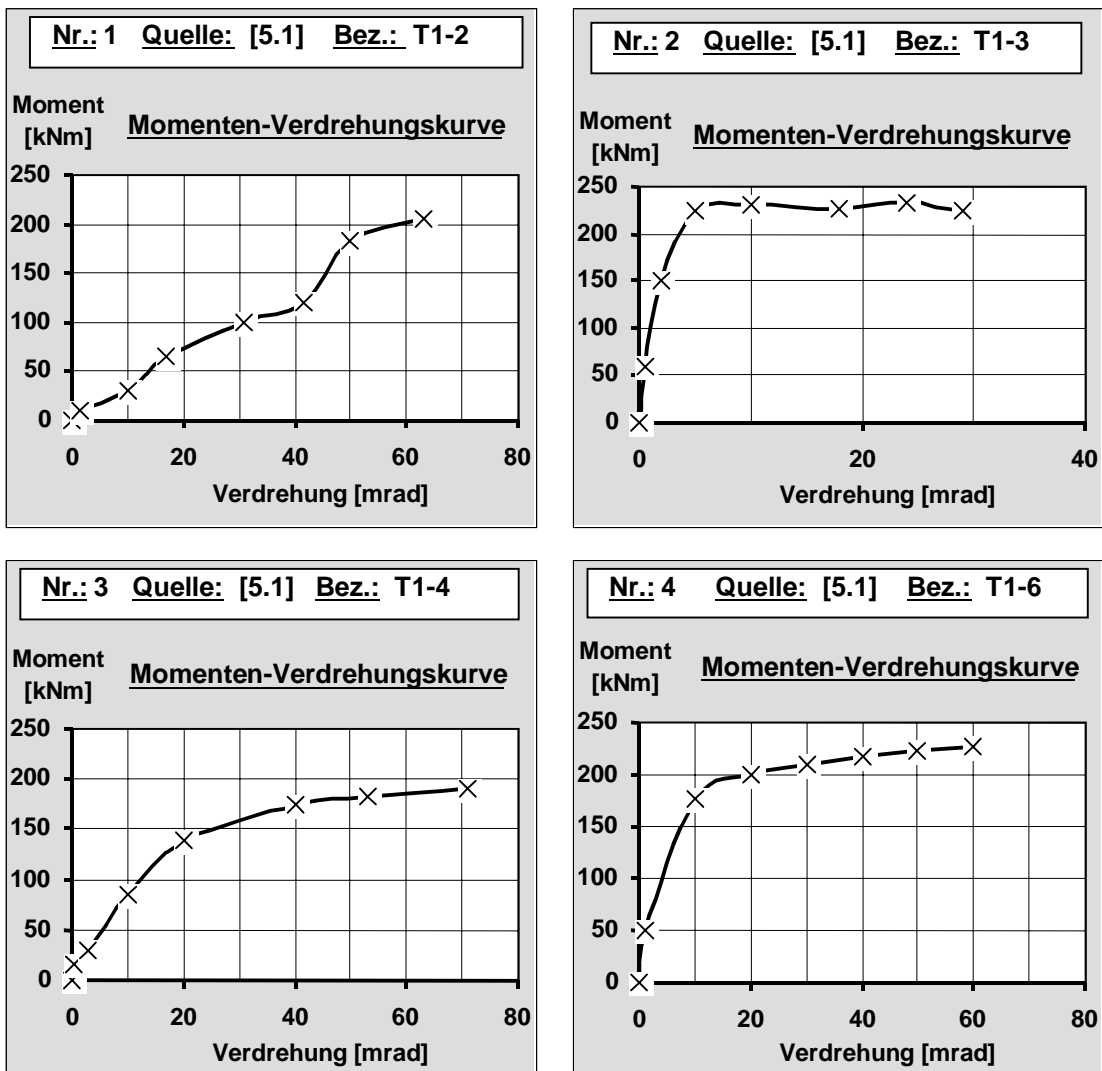 Nr.: 1 Quelle: [5.1] Bez.: T1-2
Moment
[kNm]
Momenten-Verdrehungskurve
250
200
150
100
50
0
0 20 40 60 80
Verdrehung [mrad]
Nr.: 2 Quelle: [5.1] Bez.: T1-3
Moment
[kNm]
Momenten-Verdrehungskurve
250
200
150
100
50
0
0 20 40
Verdrehung [mrad]
Nr.: 3 Quelle: [5.1] Bez.: T1-4
Moment
[kNm]
Momenten-Verdrehungskurve
250
200
150
100
50
0
0 20 40 60 80
Verdrehung [mrad]
Nr.: 4 Quelle: [5.1] Bez.: T1-6
Moment
[kNm]
Momenten-Verdrehungskurve
250
200
150
100
50
0
0 20 40 60 80
Verdrehung [mrad]